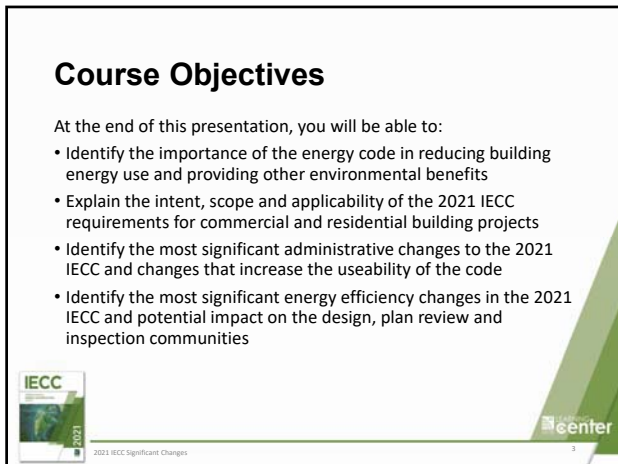 Course Objectives
At the end of this presentation, you will be able to:
• Identify the importance of the energy code in reducing building
energy use and providing other environmental benefits
• Explain the intent, scope and applicability of the 2021 IECC
requirements for commercial and residential building projects
• Identify the most significant administrative changes to the 2021
IECC and changes that increase the useability of the code
• Identify the most significant energy efficiency changes in the 2021
IECC and potential impact on the design, plan review and
inspection communities
IECC
2021
LEARNING
center
2021 IECC Significant Changes
3